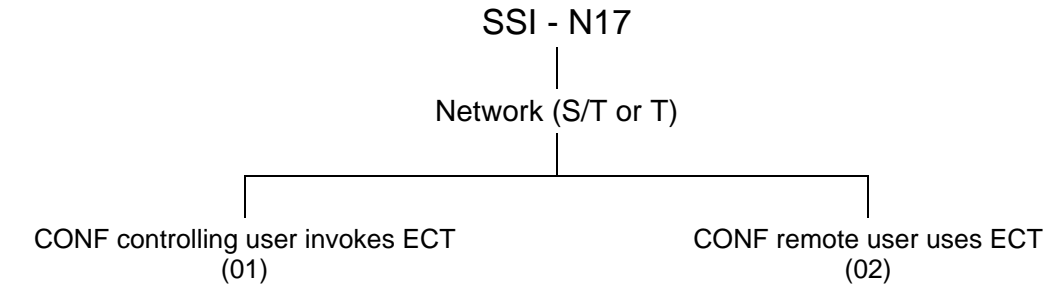 SSI - N17
Network (S/T or T)
CONF controlling user invokes ECT
(01)
CONF remote user uses ECT
(02)